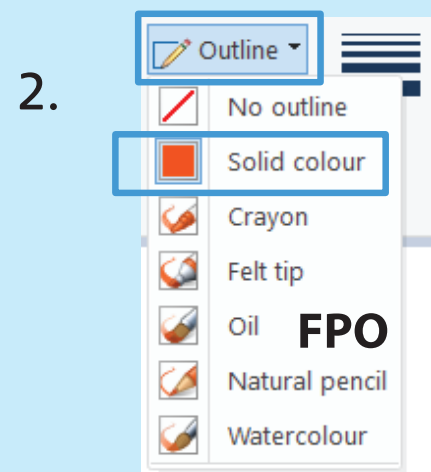 Outline
2.
No outline
Solid colour
Crayon
Felt tip
Oil
FPO
Natural pencil
Watercolour